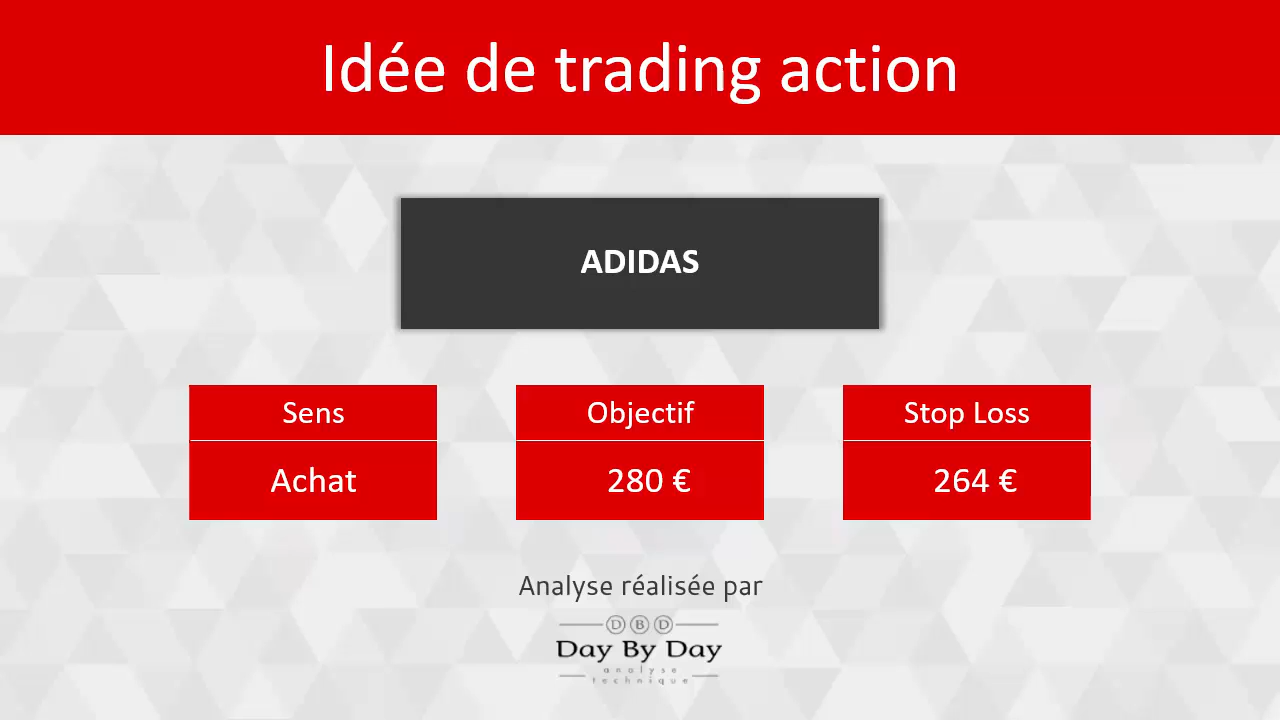 Idée de trading action
ADIDAS
Sens
Objectif
Stop Loss
Achat
280 €
264 €
Analyse réalisée par
D B D
Day By Day
analyse
technique